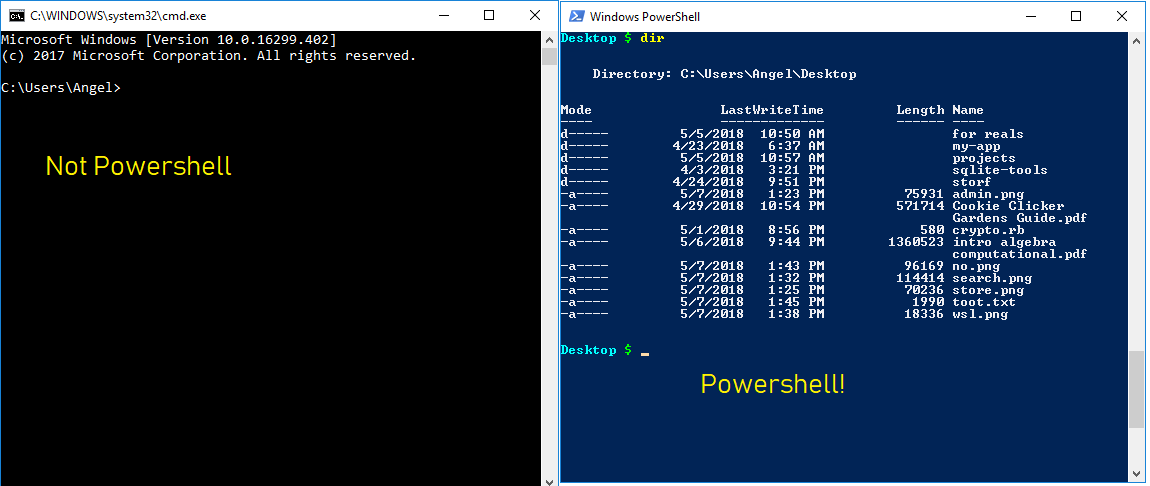 C:\WINDOWS\system32\cmd.exe
Microsoft Windows [Version 10.0.16299.402]
(c) 2017 Microsoft Corporation. All rights reserved.
C:\Users\Angel>
Not Powershell
Windows PowerShell
Desktop $ dir
Directory: C:\Users\Angel\Desktop
Mode LastWriteTime Length Name
---- ------------- ------ ----
d----- 5/5/2018 10:50 AM for reals
d----- 4/23/2018 6:37 AM my-app
d----- 5/5/2018 10:57 AM projects
d----- 4/3/2018 3:21 PM sqlite-tools
d----- 4/24/2018 9:51 PM storf
-a---- 5/7/2018 1:23 PM 75931 admin.png
-a---- 4/29/2018 10:54 PM 571714 Cookie Clicker
Gardens Guide.pdf
-a---- 5/1/2018 8:56 PM 580 crypto.rb
-a---- 5/6/2018 9:44 PM 1360523 intro algebra
computational.pdf
-a---- 5/7/2018 1:43 PM 96169 no.png
-a---- 5/7/2018 1:32 PM 114414 search.png
-a---- 5/7/2018 1:25 PM 70236 store.png
-a---- 5/7/2018 1:45 PM 1990 toot.txt
-a---- 5/7/2018 1:38 PM 18336 wsl.png
Desktop $ _
Powershell!